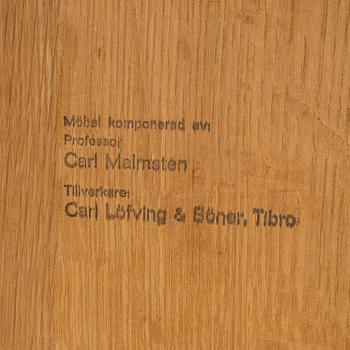 Möbel komponerad av:
Professor
Carl Malmsten
Tillverkare:
Carl Löfving & Söner, Tibro